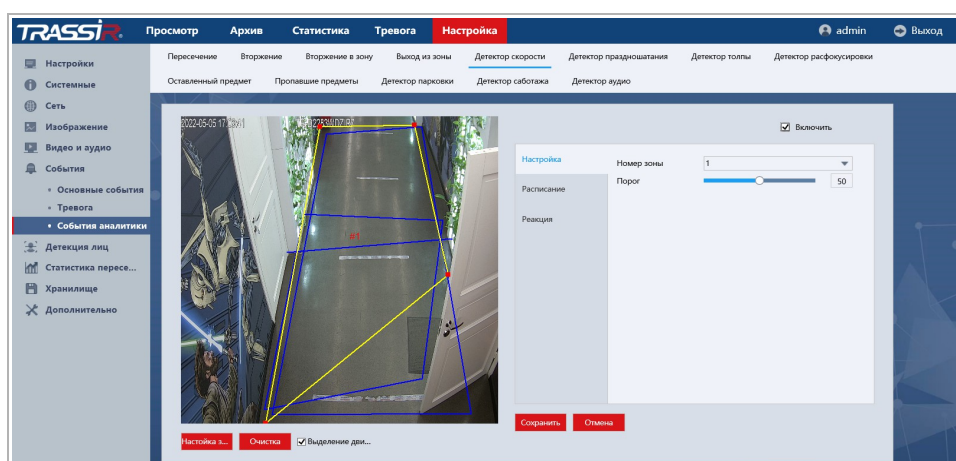 TRASSIR Просмотр Архив Статистика Тревога Настройка admin Выход
Настройки
Системные
Сеть
Изображение
Видео и аудио
События
Основные события
Тревога
События аналитики
Детекция лиц
Статистика пересе...
Хранилище
Дополнительно
Пересечение Вторжение Вторжение в зону Выход из зоны Детектор скорости Детектор праздношатания Детектор толпы Детектор расфокусировки
Оставленный предмет Пропавшие предметы Детектор парковки Детектор саботажа Детектор аудио
2022-05-05
#1
Включить
Настройка
Расписание
Реакция
Номер зоны 1
Порог 50
Сохранить Отмена
Настойка з... Очистка Выделение дви...